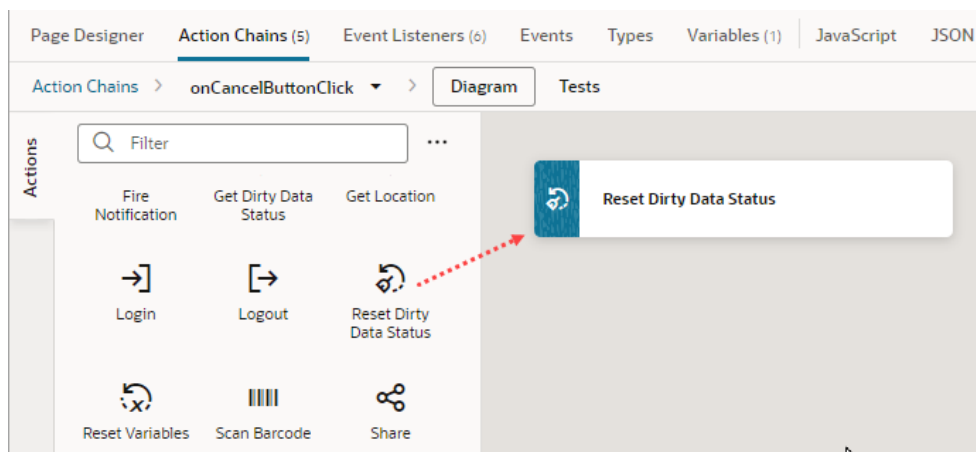 Page Designer Action Chains (5) Event Listeners (6) Events Types Variables (1) JavaScript JSON
Action Chains > onCancelButtonClick > Diagram Tests
Actions
Filter
Fire Notification
Get Dirty Data Status
Get Location
Reset Dirty Data Status
Login
Logout
Reset Dirty Data Status
Reset Variables
Scan Barcode
Share